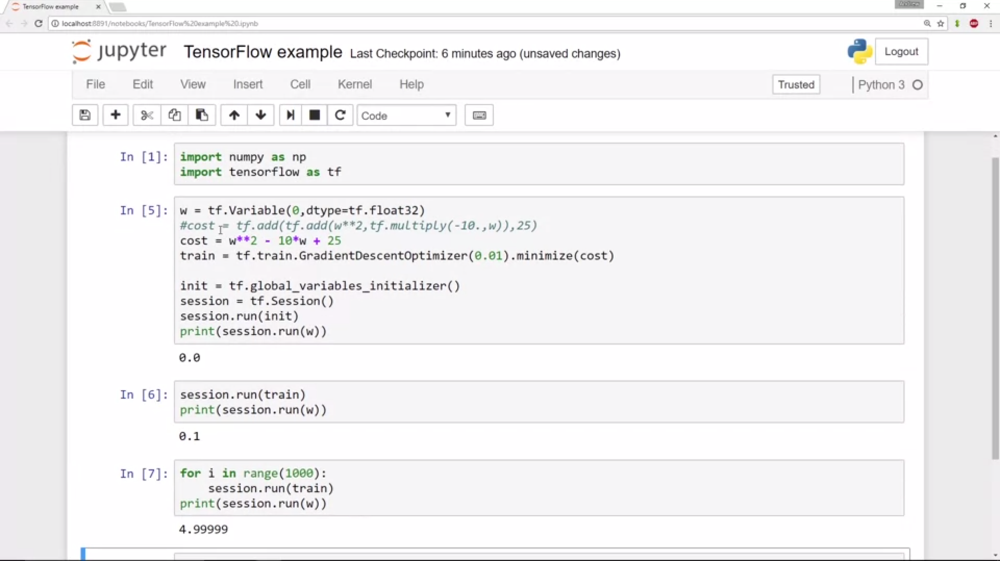 TensorFlow example
localhost:8891/notebooks/TensorFlow%20example%20.ipynb
jupyter TensorFlow example Last Checkpoint: 6 minutes ago (unsaved changes) Logout
File Edit View Insert Cell Kernel Help Trusted Python 3
Code
In [1]: import numpy as np
import tensorflow as tf
In [5]: w = tf.Variable(0,dtype=tf.float32)
#cost = tf.add(tf.add(w**2,tf.multiply(-10.,w)),25)
cost = w**2 - 10*w + 25
train = tf.train.GradientDescentOptimizer(0.01).minimize(cost)
init = tf.global_variables_initializer()
session = tf.Session()
session.run(init)
print(session.run(w))
0.0
In [6]: session.run(train)
print(session.run(w))
0.1
In [7]: for i in range(1000):
    session.run(train)
print(session.run(w))
4.99999